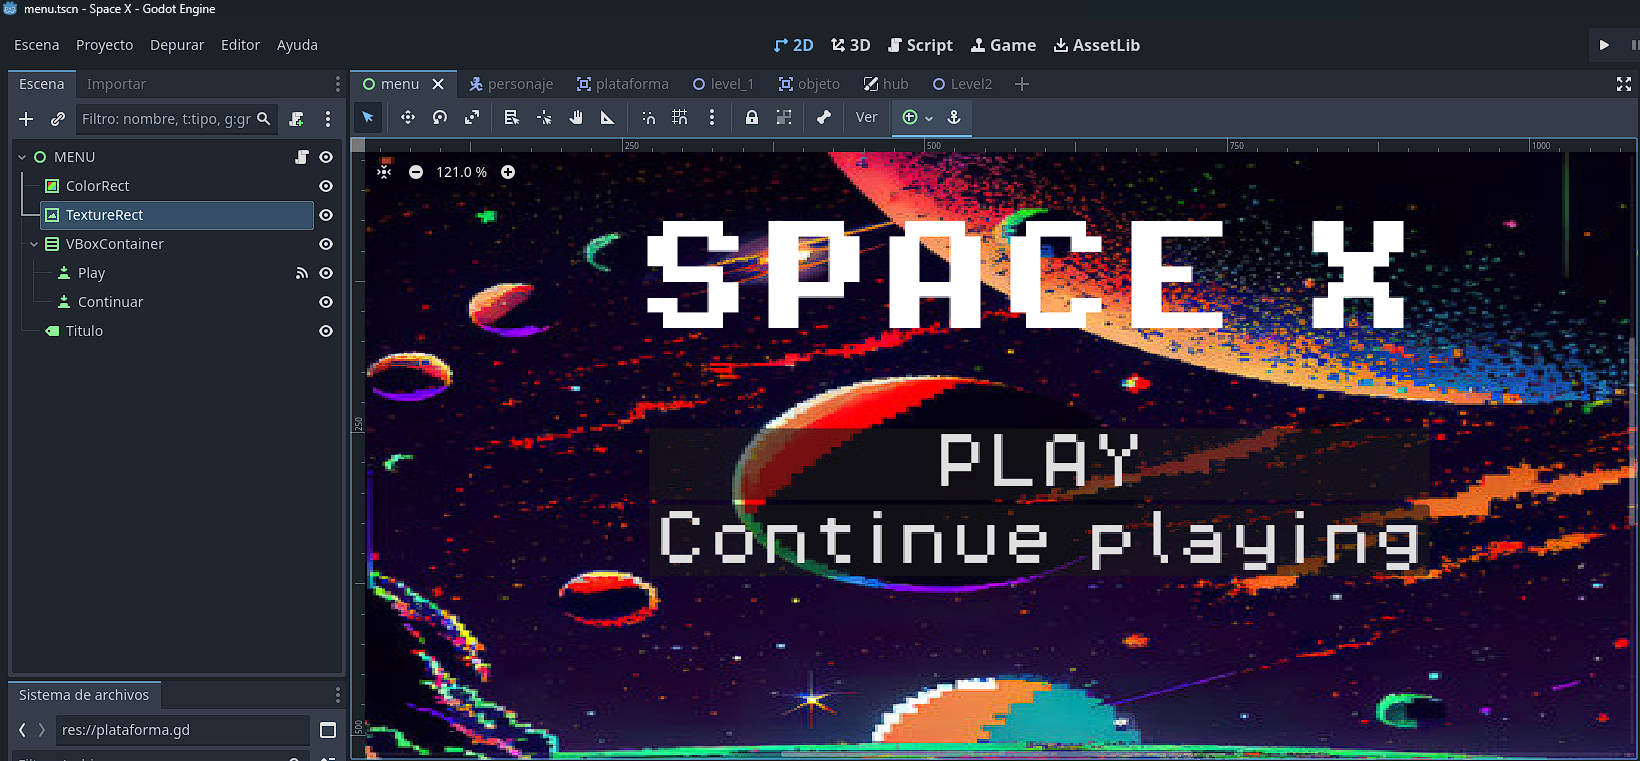 menu.tscn - Space X - Godot Engine
Escena Proyecto Depurar Editor Ayuda
2D 3D Script Game AssetLib
Escena Importar
menu personaje plataforma level_1 objeto hub Level2
Filtro: nombre, t:tipo, g:gr
Ver
MENU
ColorRect
TextureRect
VBoxContainer
Play
Continuar
Titulo
250 500 750 1000
121.0 %
250
500
SPACE X
PLAY
Continue playing
Sistema de archivos
res://plataforma.gd